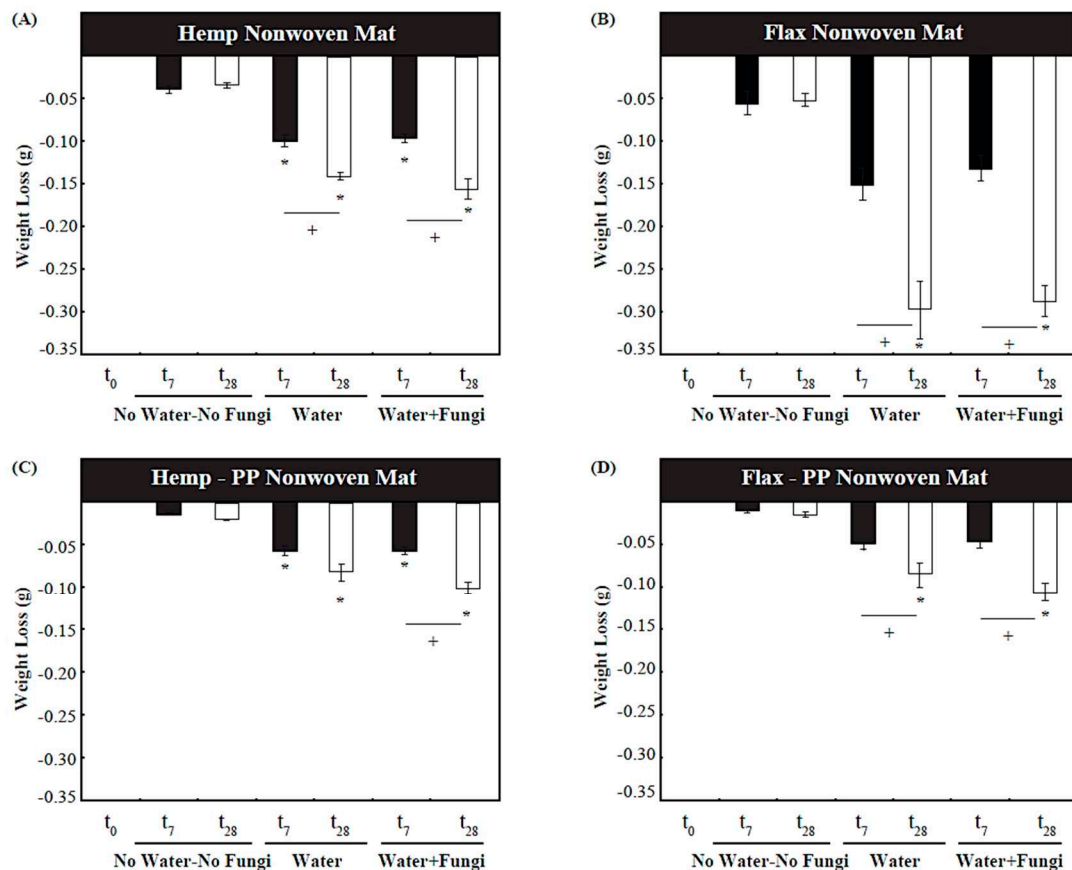 (A)
Hemp Nonwoven Mat
Weight Loss (g)
-0.05
-0.10
-0.15
-0.20
-0.25
-0.30
-0.35
* * * *
+ +
t0 t7 t28 t7 t28 t7 t28
No Water-No Fungi Water Water+Fungi
(B)
Flax Nonwoven Mat
Weight Loss (g)
-0.05
-0.10
-0.15
-0.20
-0.25
-0.30
-0.35
+ * + *
t0 t7 t28 t7 t28 t7 t28
No Water-No Fungi Water Water+Fungi
(C)
Hemp - PP Nonwoven Mat
Weight Loss (g)
-0.05
-0.10
-0.15
-0.20
-0.25
-0.30
-0.35
* * * *
+
t0 t7 t28 t7 t28 t7 t28
No Water-No Fungi Water Water+Fungi
(D)
Flax - PP Nonwoven Mat
Weight Loss (g)
-0.05
-0.10
-0.15
-0.20
-0.25
-0.30
-0.35
* *
+ +
t0 t7 t28 t7 t28 t7 t28
No Water-No Fungi Water Water+Fungi